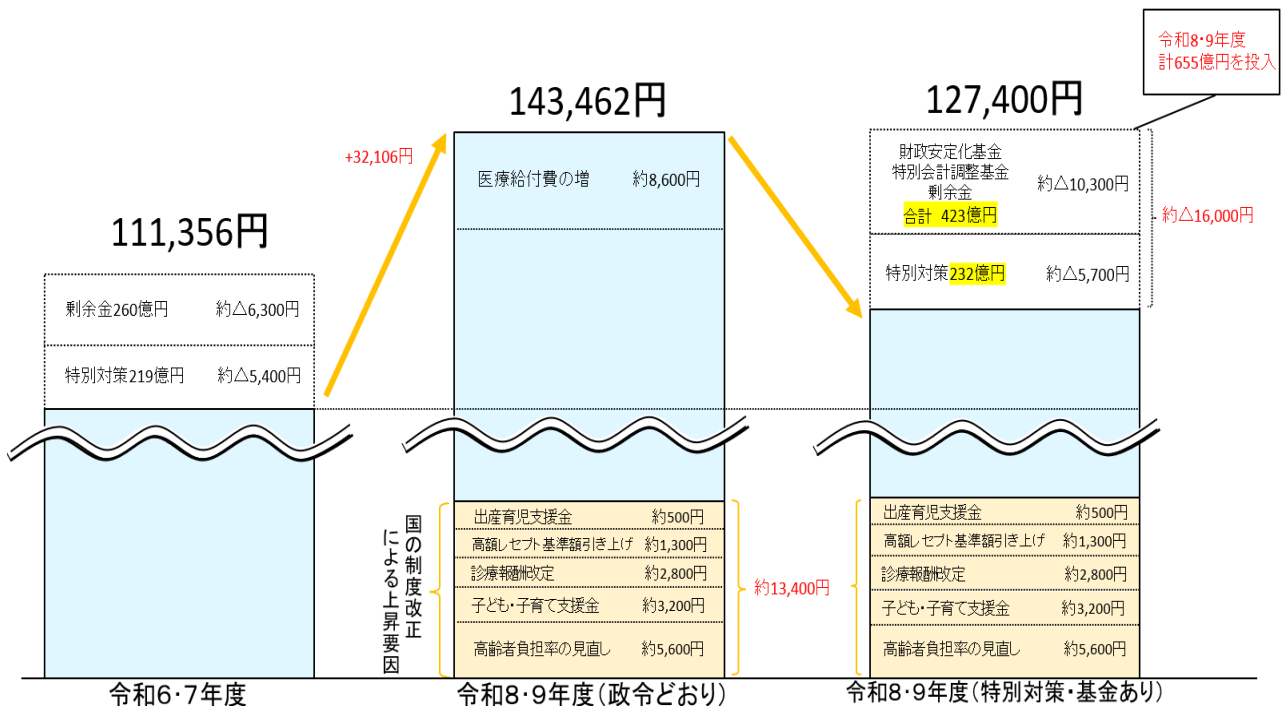 令和8・9年度
計655億円を投入
111,356円
剰余金260億円 約△6,300円
特別対策219億円 約△5,400円
令和6・7年度
+32,106円
143,462円
医療給付費の増 約8,600円
国の制度改正
による上昇要因
出産育児支援金 約500円
高額レセプト基準額引き上げ 約1,300円
診療報酬改定 約2,800円
子ども・子育て支援金 約3,200円
高齢者負担率の見直し 約5,600円
約13,400円
令和8・9年度(政令どおり)
127,400円
財政安定化基金
特別会計調整基金
剰余金
合計 423億円
約△10,300円
特別対策232億円 約△5,700円
約△16,000円
出産育児支援金 約500円
高額レセプト基準額引き上げ 約1,300円
診療報酬改定 約2,800円
子ども・子育て支援金 約3,200円
高齢者負担率の見直し 約5,600円
令和8・9年度(特別対策・基金あり)